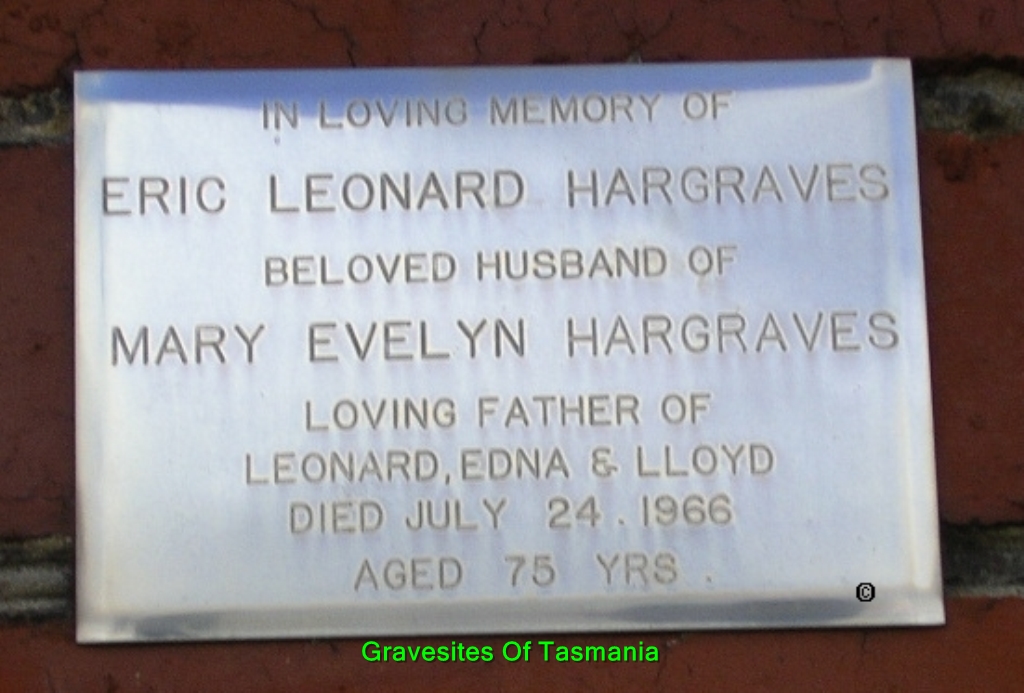 IN LOVING MEMORY OF
ERIC LEONARD HARGRAVES
BELOVED HUSBAND OF
MARY EVELYN HARGRAVES
LOVING FATHER OF
LEONARD, EDNA & LLOYD
DIED JULY 24. 1966
AGED 75 YRS.
©
Gravesites Of Tasmania